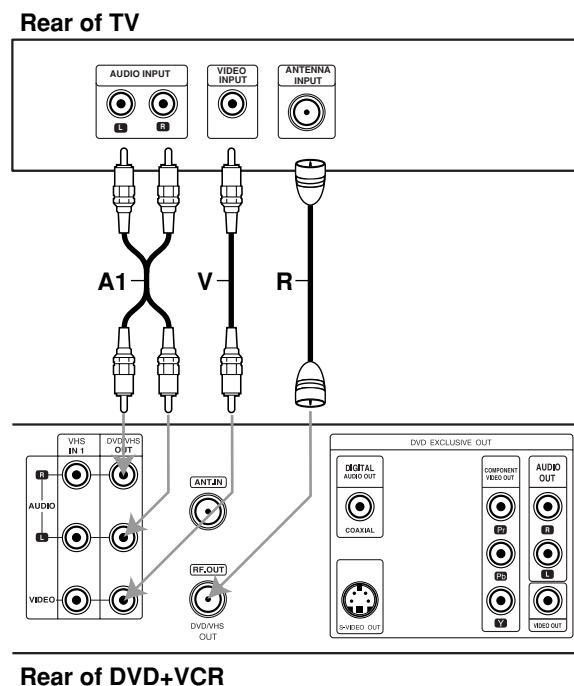 Rear of TV
AUDIO INPUT
L
R
VIDEO
INPUT
ANTENNA
INPUT
A1
V
R
VHS
IN 1
DVD/VHS
OUT
R
AUDIO
L
VIDEO
ANT.IN
RF.OUT
DVD/VHS
OUT
DVD EXCLUSIVE OUT
DIGITAL
AUDIO OUT
COAXIAL
S-VIDEO OUT
COMPONENT
VIDEO OUT
Pr
Pb
Y
AUDIO
OUT
R
L
VIDEO OUT
Rear of DVD+VCR